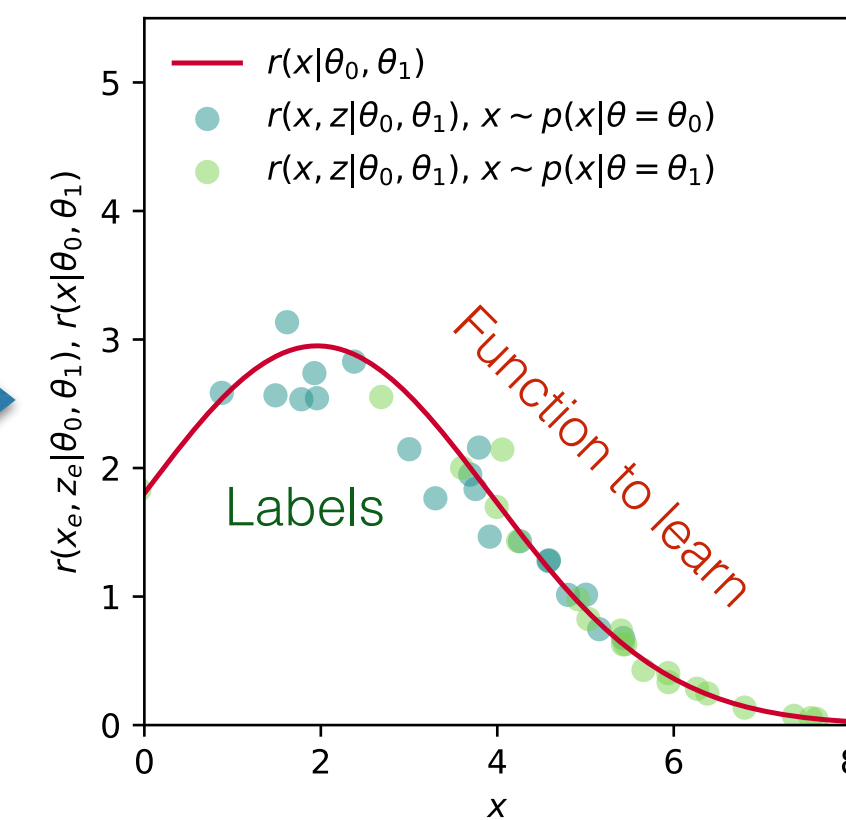 r(x|θ₀, θ₁)
r(x, z|θ₀, θ₁), x ~ p(x|θ = θ₀)
r(x, z|θ₀, θ₁), x ~ p(x|θ = θ₁)
r(xₑ, zₑ|θ₀, θ₁), r(x|θ₀, θ₁)
5
4
3
2
1
0
Function to learn
Labels
0 2 4 6 8
x